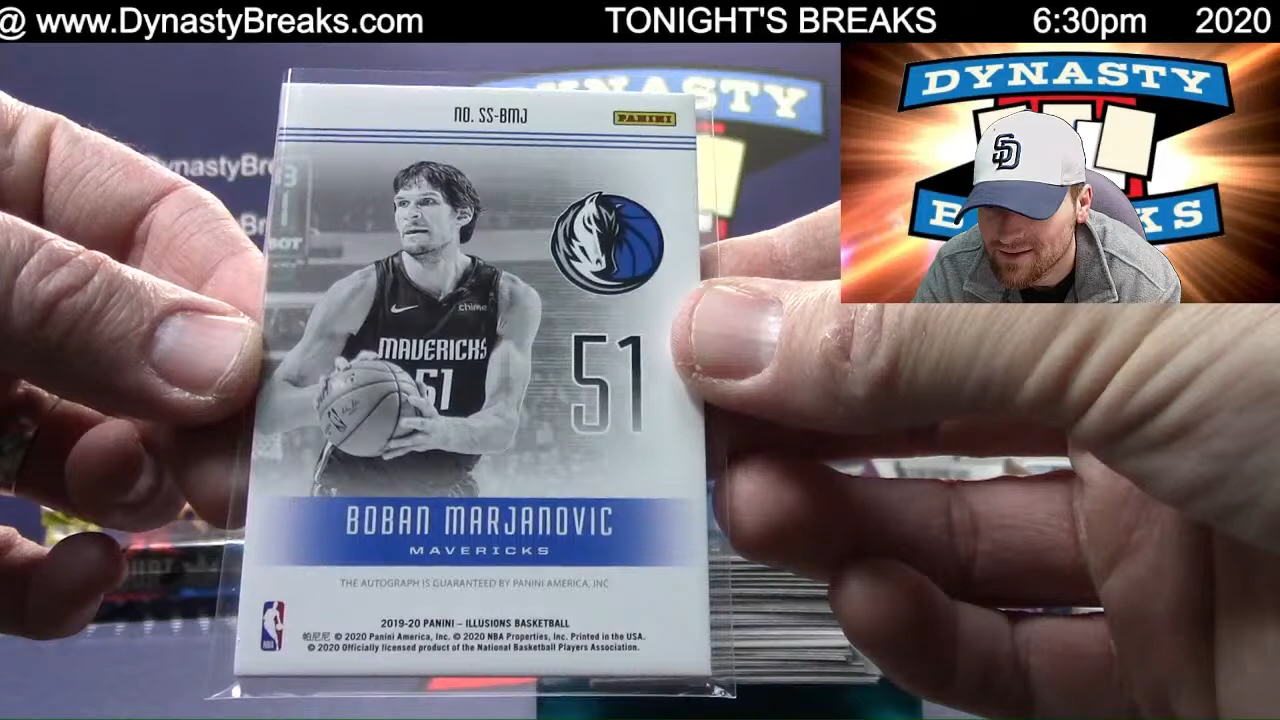 @ www.DynastyBreaks.com TONIGHT'S BREAKS 6:30pm 2020
DYNASTY
BREAKS
SD
NO. SS-BMJ
PANINI
chime
MAVERICKS
51
51
BOBAN MARJANOVIC
MAVERICKS
THE AUTOGRAPH IS GUARANTEED BY PANINI AMERICA, INC
2019-20 PANINI – ILLUSIONS BASKETBALL
帕尼尼 © 2020 Panini America, Inc. © 2020 NBA Properties, Inc. Printed in the USA.
© 2020 Officially licensed product of the National Basketball Players Association.
NBA
DynastyBre